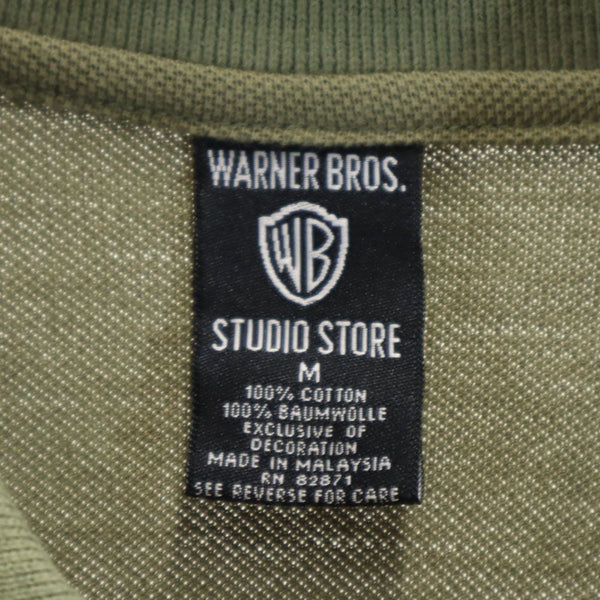 WARNER BROS.
WB
STUDIO STORE
M
100% COTTON
100% BAUMWOLLE
EXCLUSIVE OF
DECORATION
MADE IN MALAYSIA
RN 82871
SEE REVERSE FOR CARE